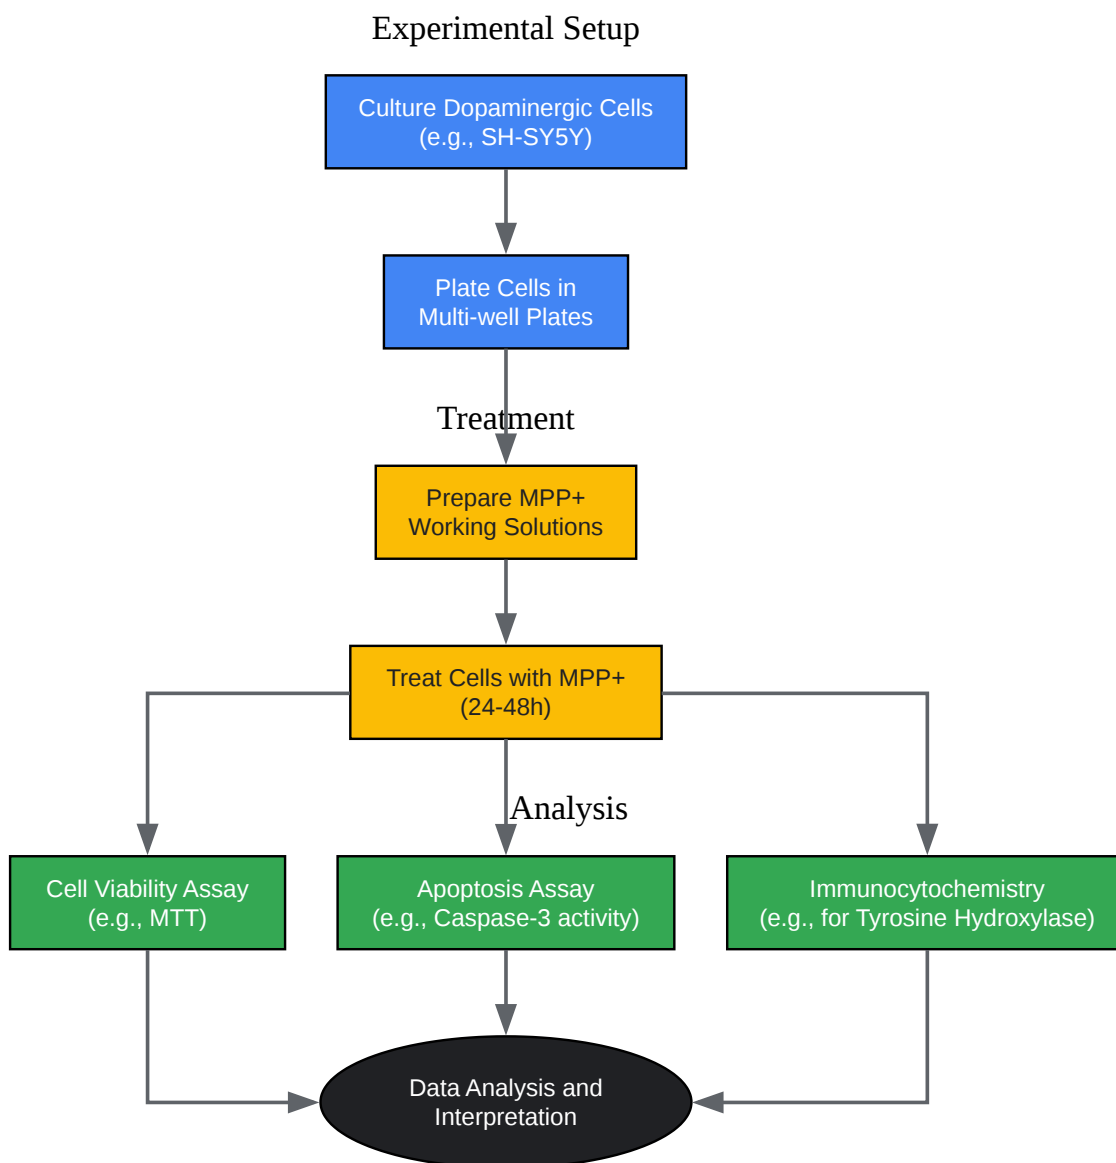 Experimental Setup
Culture Dopaminergic Cells
(e.g., SH-SY5Y)
Plate Cells in
Multi-well Plates
Treatment
Prepare MPP+
Working Solutions
Treat Cells with MPP+
(24-48h)
Analysis
Cell Viability Assay
(e.g., MTT)
Apoptosis Assay
(e.g., Caspase-3 activity)
Immunocytochemistry
(e.g., for Tyrosine Hydroxylase)
Data Analysis and
Interpretation